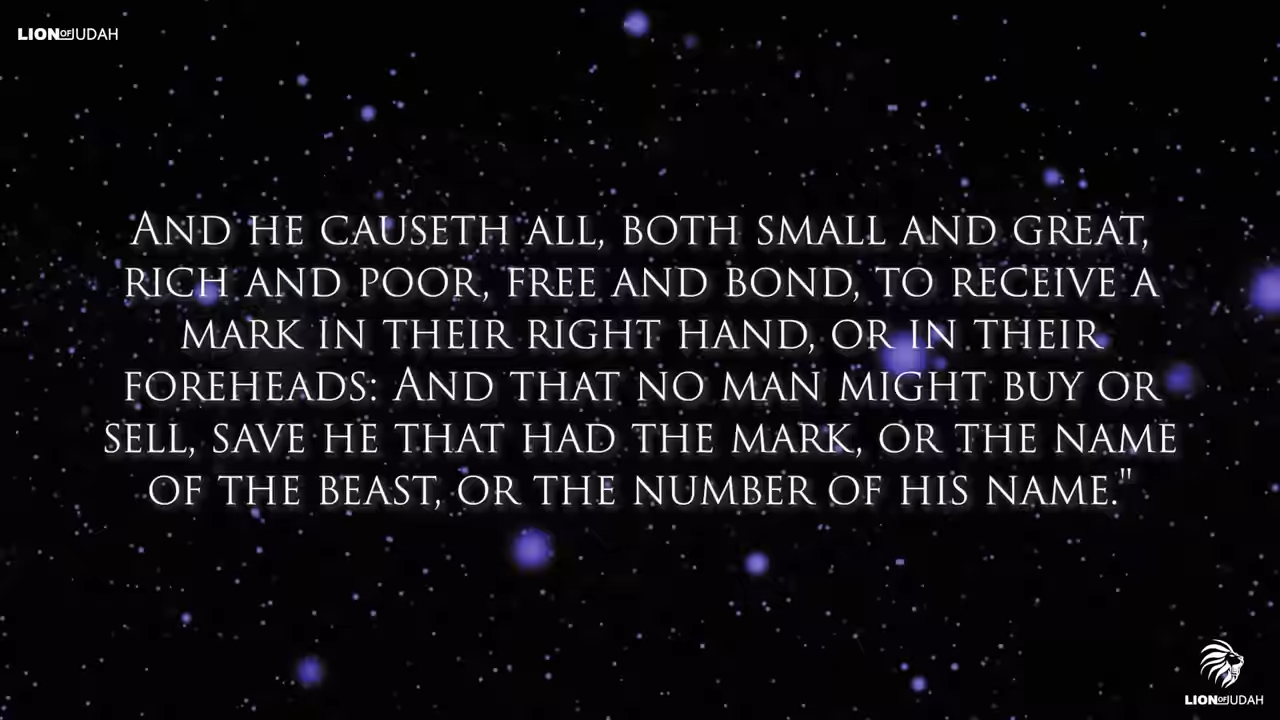 LION OF JUDAH
And he causeth all, both small and great,
rich and poor, free and bond, to receive a
mark in their right hand, or in their
foreheads: And that no man might buy or
sell, save he that had the mark, or the name
of the beast, or the number of his name."
LION OF JUDAH